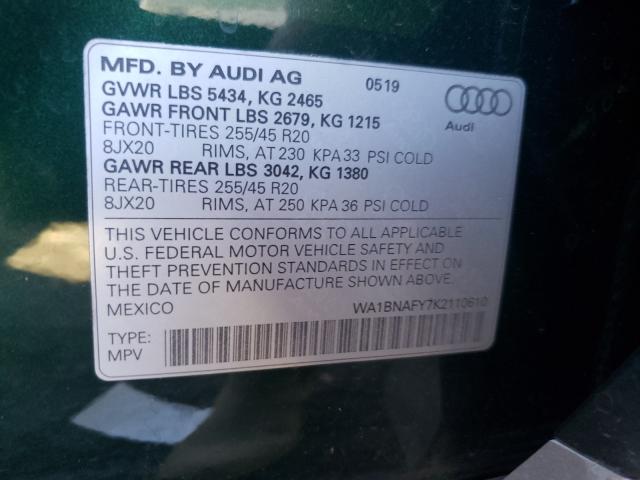 MFD. BY AUDI AG 0519
GVWR LBS 5434, KG 2465
GAWR FRONT LBS 2679, KG 1215
FRONT-TIRES 255/45 R20
8JX20 RIMS, AT 230 KPA 33 PSI COLD
GAWR REAR LBS 3042, KG 1380
REAR-TIRES 255/45 R20
8JX20 RIMS, AT 250 KPA 36 PSI COLD
Audi
THIS VEHICLE CONFORMS TO ALL APPLICABLE
U.S. FEDERAL MOTOR VEHICLE SAFETY AND
THEFT PREVENTION STANDARDS IN EFFECT ON
THE DATE OF MANUFACTURE SHOWN ABOVE.
MEXICO WA1BNAFY7K2110610
TYPE:
MPV